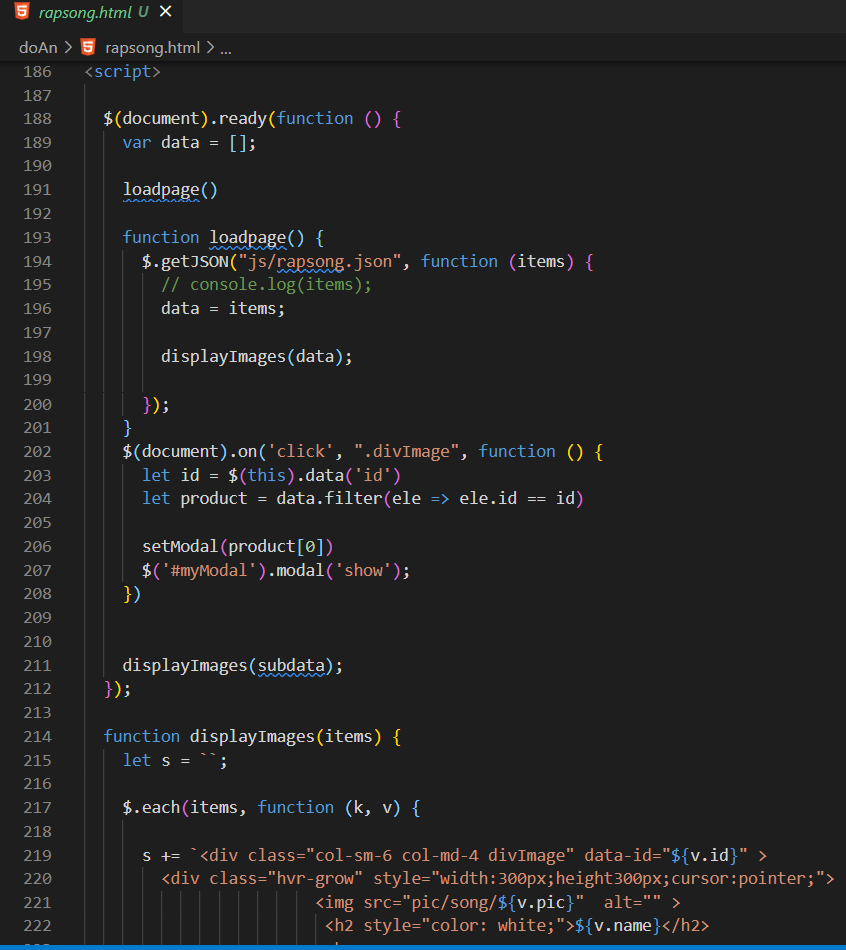 rapsong.html U ×
doAn > rapsong.html > ...
186 <script>
187
188 $(document).ready(function () {
189 var data = [];
190
191 loadpage()
192
193 function loadpage() {
194 $.getJSON("js/rapsong.json", function (items) {
195 // console.log(items);
196 data = items;
197
198 displayImages(data);
199
200 });
201 }
202 $(document).on('click', ".divImage", function () {
203 let id = $(this).data('id')
204 let product = data.filter(ele => ele.id == id)
205
206 setModal(product[0])
207 $('#myModal').modal('show');
208 })
209
210
211 displayImages(subdata);
212 });
213
214 function displayImages(items) {
215 let s = ``;
216
217 $.each(items, function (k, v) {
218
219 s += `<div class="col-sm-6 col-md-4 divImage" data-id="${v.id}" >
220 <div class="hvr-grow" style="width:300px;height300px;cursor:pointer;">
221 <img src="pic/song/${v.pic}"  alt="" >
222 <h2 style="color: white;">${v.name}</h2>